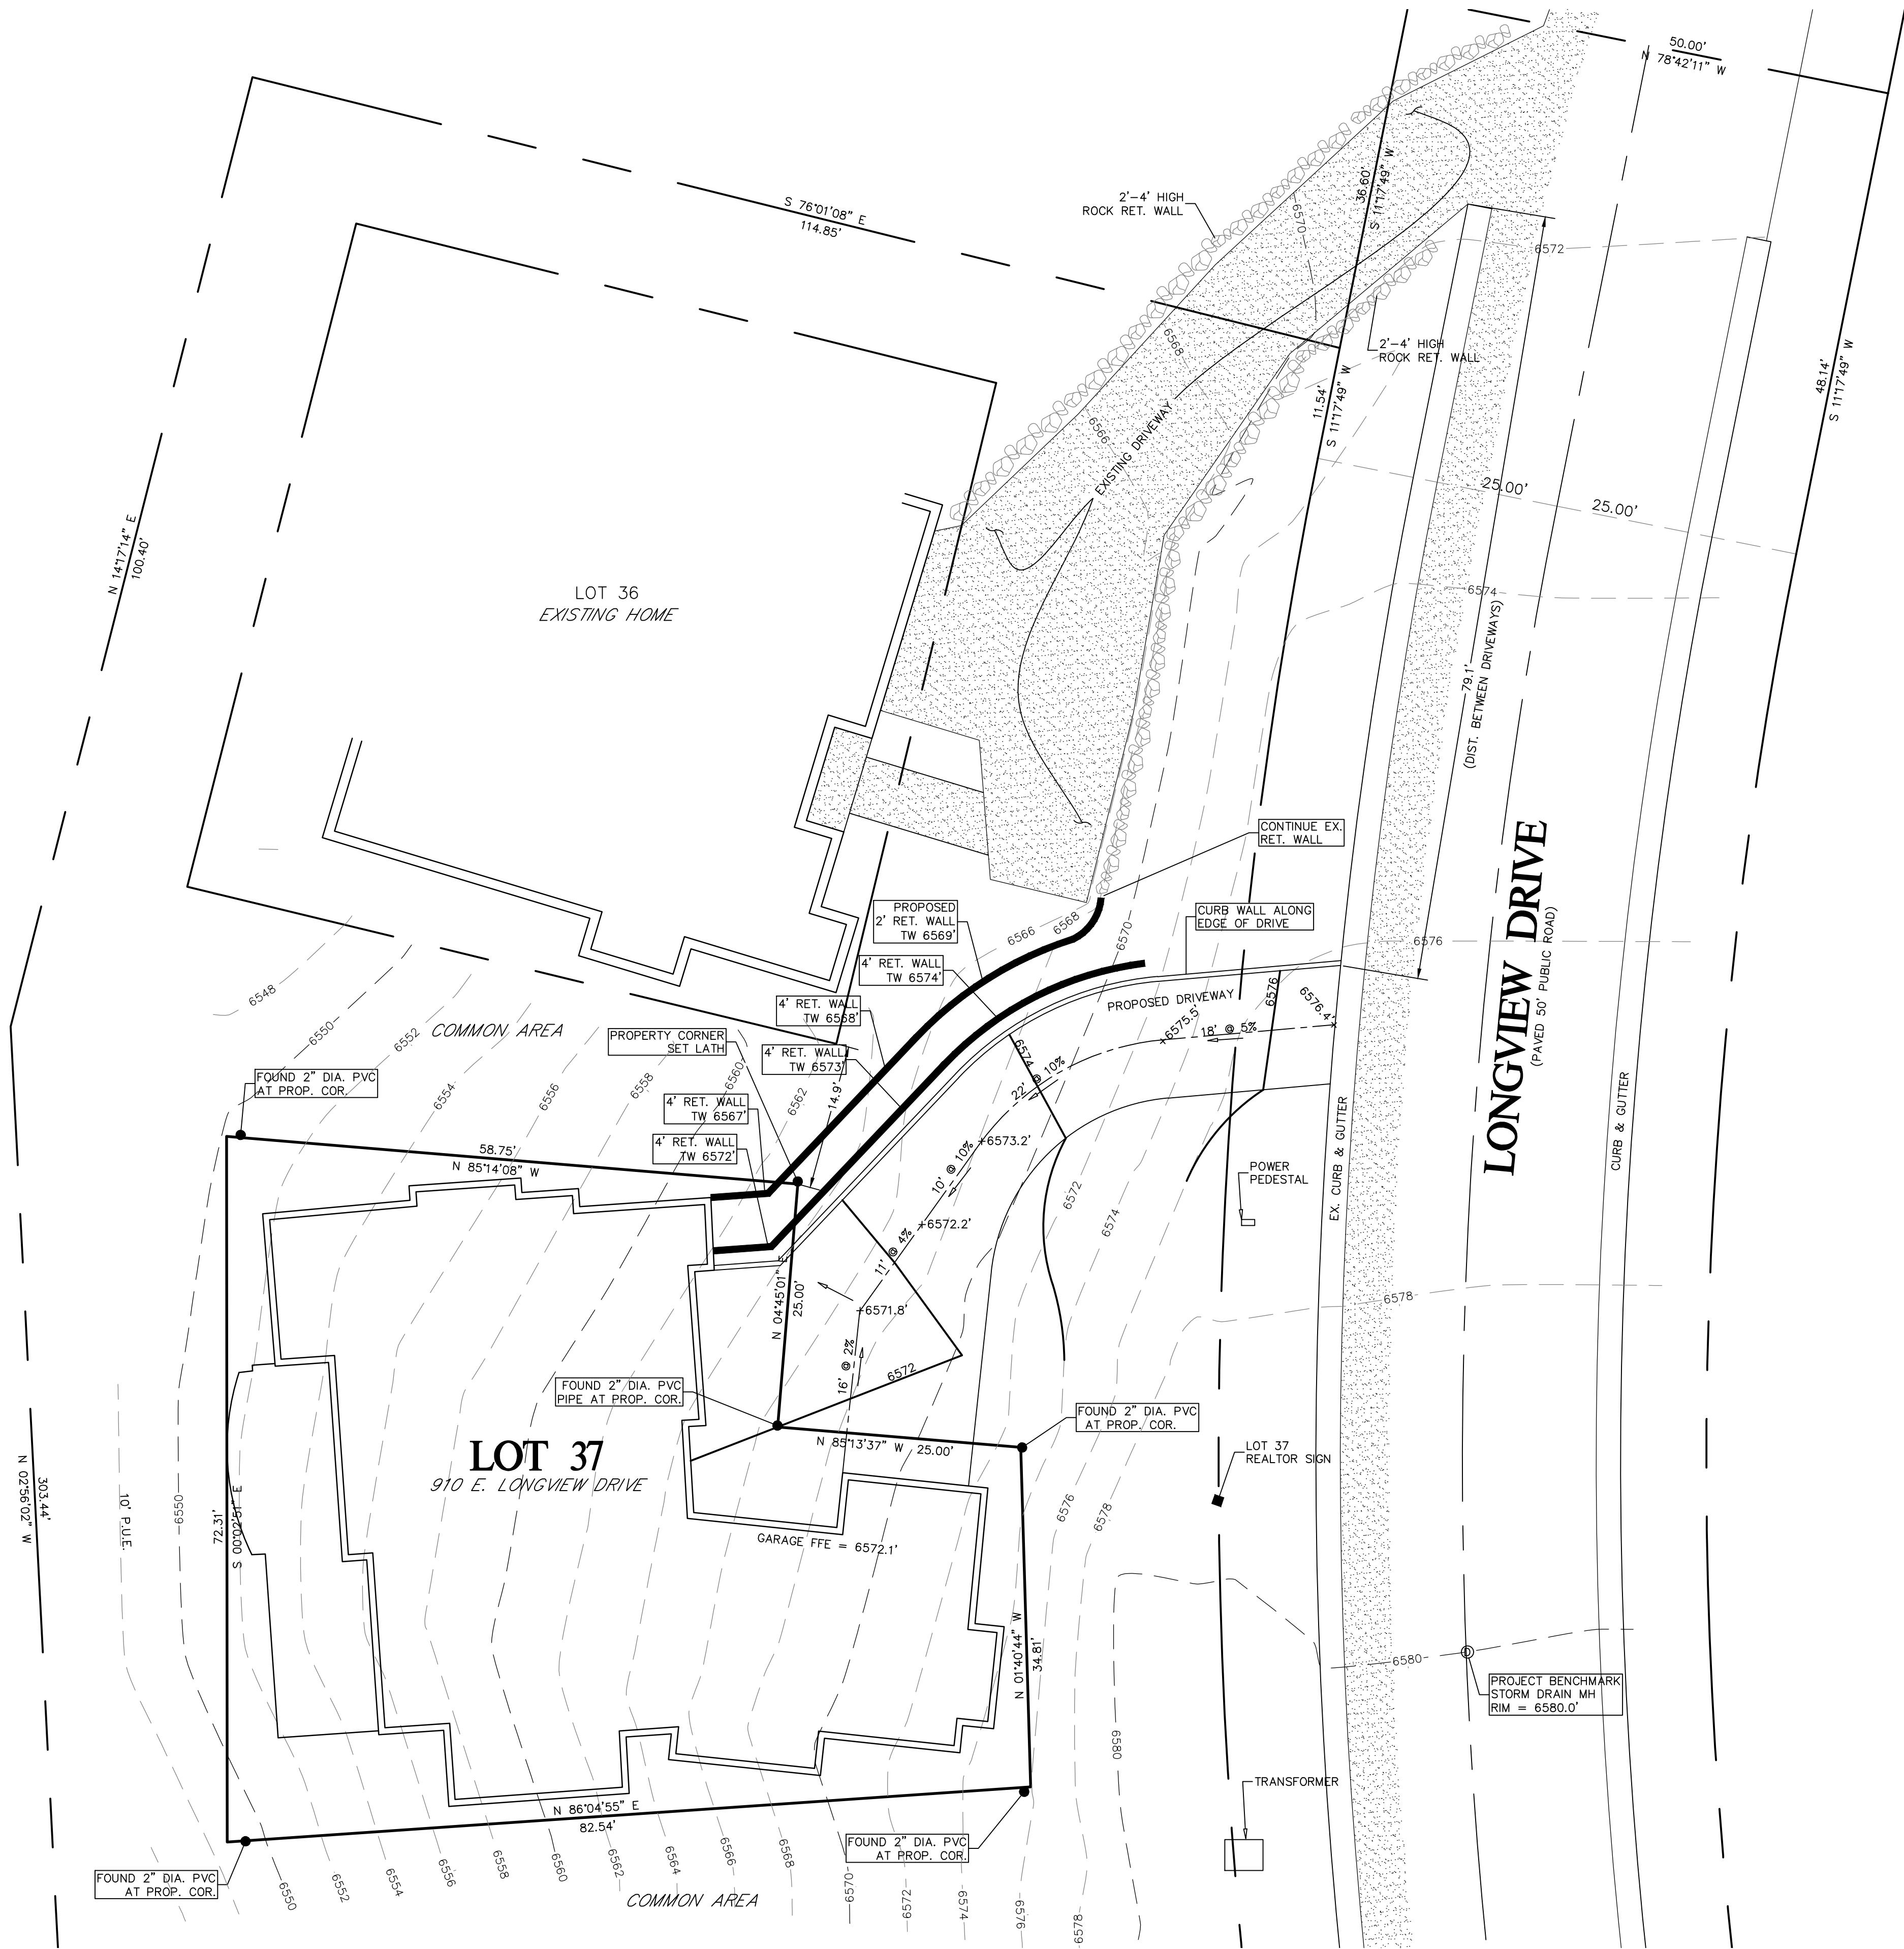 50.00'
N 78°42'11" W
S 76°01'08" E
114.85'
2'-4' HIGH
ROCK RET. WALL
36.60'
S 11°17'49" W
6570
6572
2'-4' HIGH
ROCK RET. WALL
6568
48.14'
S 11°17'49" W
11.54'
S 11°17'49" W
6566
EXISTING DRIVEWAY
25.00'
25.00'
N 14°17'14" E
100.40'
LOT 36
EXISTING HOME
6574
79.1'
(DIST. BETWEEN DRIVEWAYS)
CONTINUE EX.
RET. WALL
LONGVIEW DRIVE
(PAVED 50' PUBLIC ROAD)
PROPOSED
2' RET. WALL
TW 6569'
CURB WALL ALONG
EDGE OF DRIVE
6566
6568
6570
6576
4' RET. WALL
TW 6574'
4' RET. WALL
TW 6568'
PROPOSED DRIVEWAY
6576
6576.4'
+6575.5'
18' @ 5%
6548
6550
6552
COMMON AREA
PROPERTY CORNER
SET LATH
4' RET. WALL
TW 6573'
6574
22' @ 10%
FOUND 2" DIA. PVC
AT PROP. COR.
6554
6556
6558
6560
6562
14.9'
4' RET. WALL
TW 6567'
4' RET. WALL
TW 6572'
58.75'
N 85°14'08" W
+6573.2'
10' @ 10%
6572
6574
POWER
PEDESTAL
EX. CURB & GUTTER
CURB & GUTTER
+6572.2'
11' @ 4%
N 04°45'01" E
25.00'
+6571.8'
6578
16' @ 2%
6572
FOUND 2" DIA. PVC
PIPE AT PROP. COR.
FOUND 2" DIA. PVC
AT PROP. COR.
LOT 37
910 E. LONGVIEW DRIVE
N 85°13'37" W 25.00'
LOT 37
REALTOR SIGN
303.44'
N 02°56'02" W
10' P.U.E.
6550
72.31'
S 00°02'51" E
6576
6578
GARAGE FFE = 6572.1'
N 01°40'44" W
34.81'
6580
PROJECT BENCHMARK
STORM DRAIN MH
RIM = 6580.0'
6580
TRANSFORMER
N 86°04'55" E
82.54'
FOUND 2" DIA. PVC
AT PROP. COR.
FOUND 2" DIA. PVC
AT PROP. COR.
6550
6552
6554
6556
6558
6560
6562
6564
6566
6568
6570
6572
6574
6576
6578
COMMON AREA